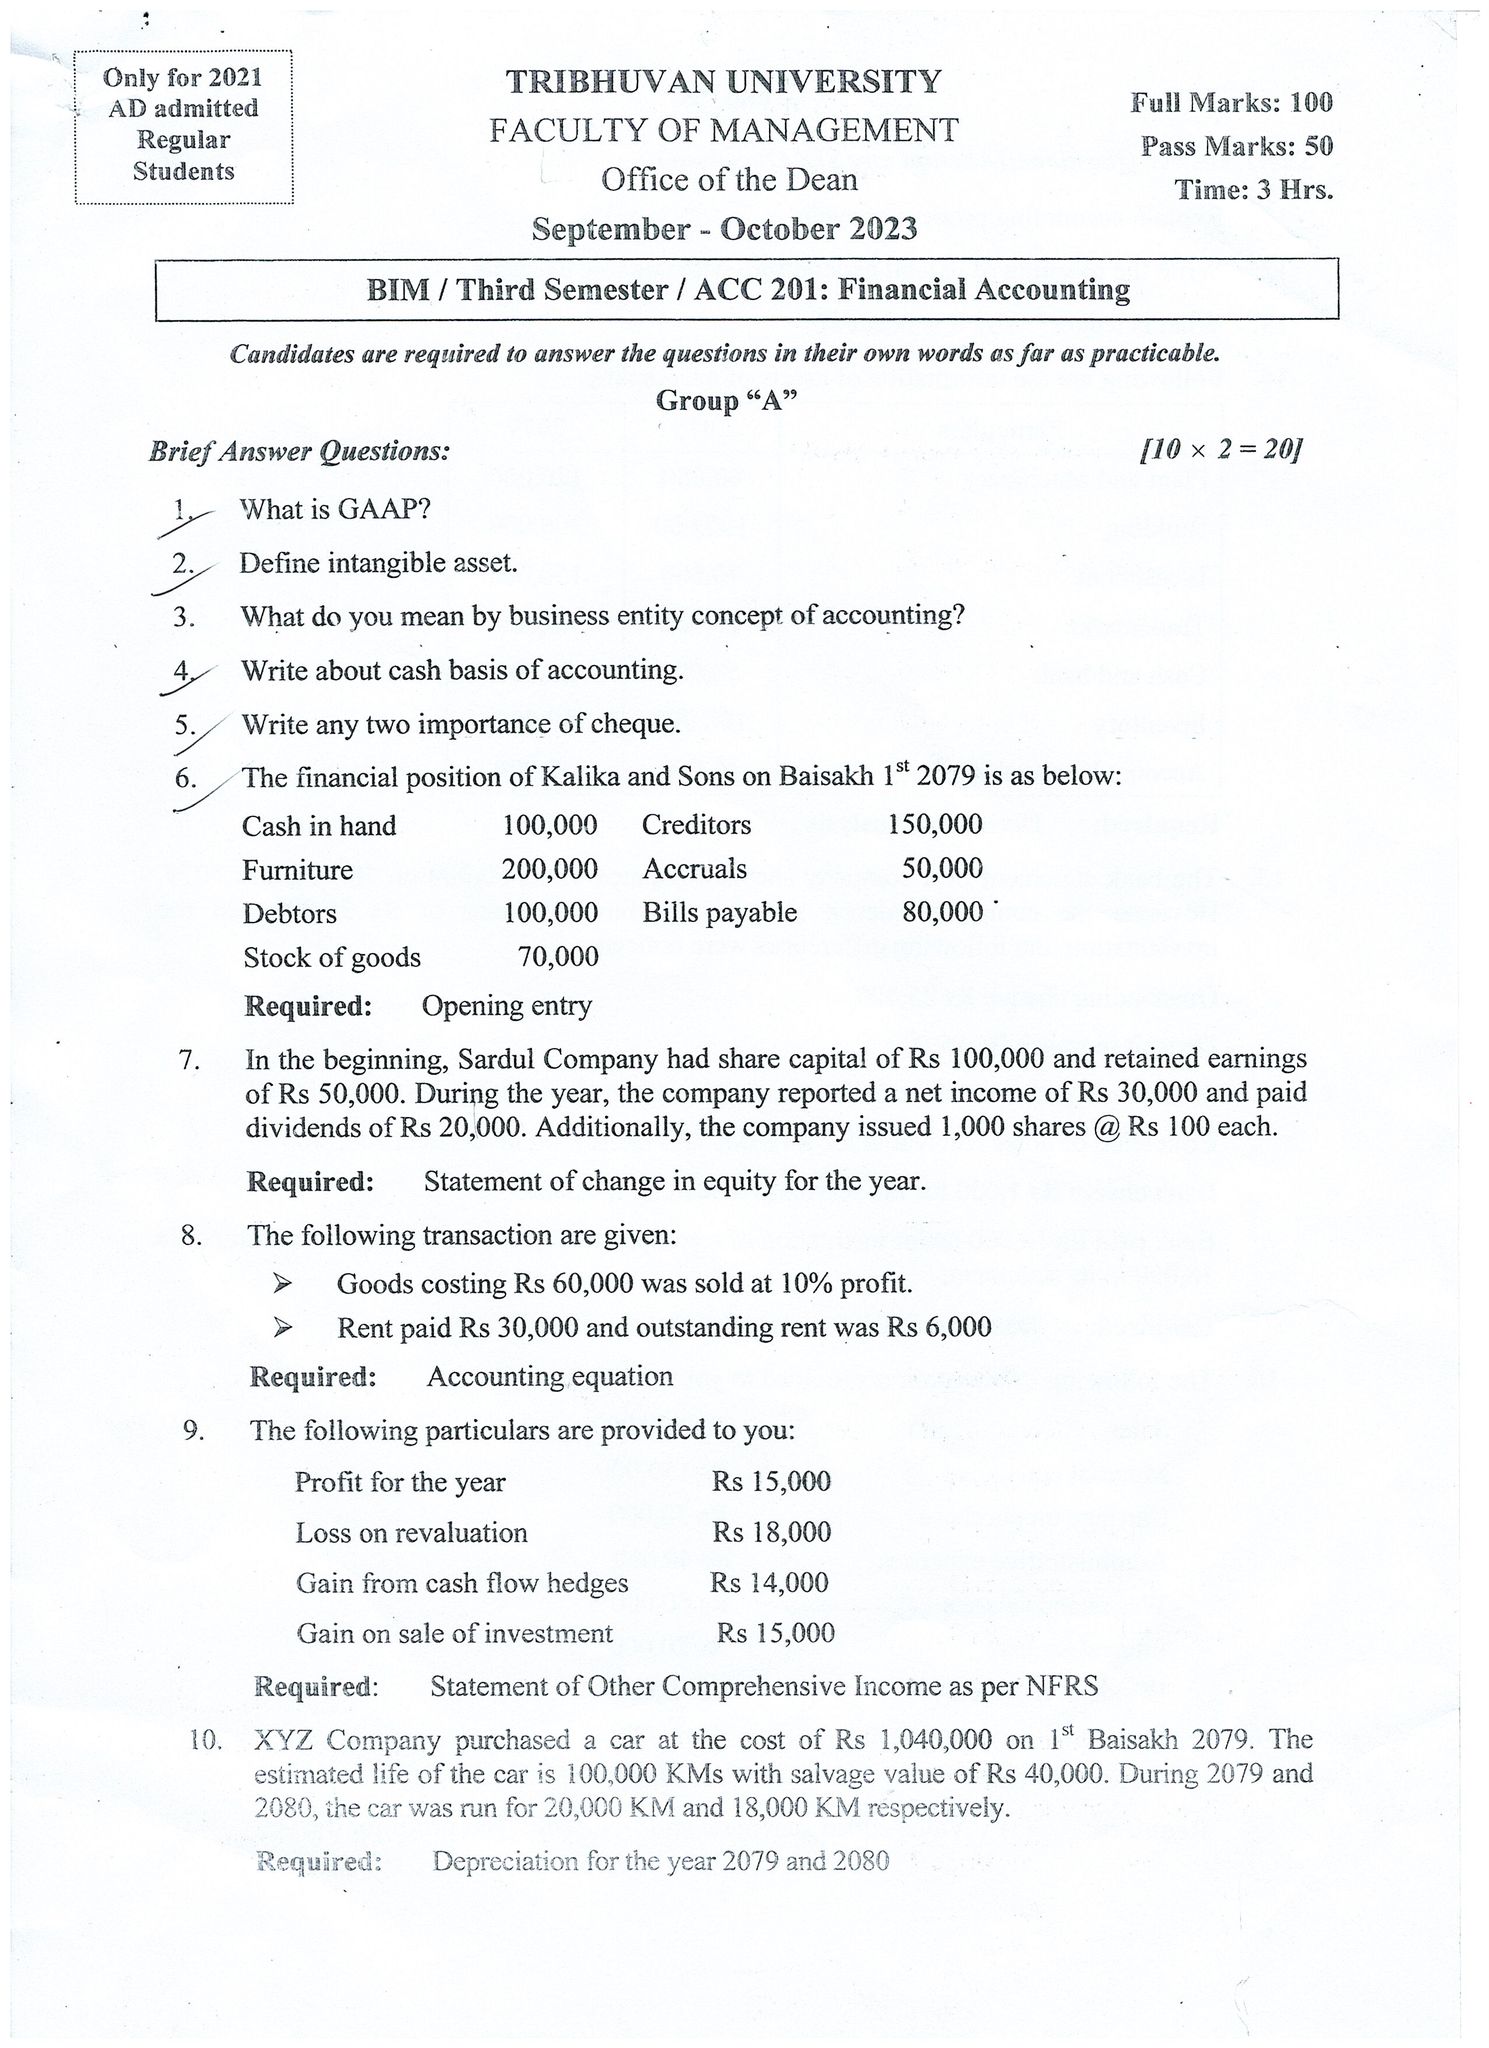 Only for 2021
AD admitted
Regular
Students
TRIBHUVAN UNIVERSITY
FACULTY OF MANAGEMENT
Office of the Dean
September - October 2023
Full Marks: 100
Pass Marks: 50
Time: 3 Hrs.
BIM / Third Semester / ACC 201: Financial Accounting
Candidates are required to answer the questions in their own words as far as practicable.
Group “A”
Brief Answer Questions: [10 × 2 = 20]
1. What is GAAP?
2. Define intangible asset.
3. What do you mean by business entity concept of accounting?
4. Write about cash basis of accounting.
5. Write any two importance of cheque.
6. The financial position of Kalika and Sons on Baisakh 1st 2079 is as below:
Cash in hand 100,000 Creditors 150,000
Furniture 200,000 Accruals 50,000
Debtors 100,000 Bills payable 80,000
Stock of goods 70,000
Required: Opening entry
7. In the beginning, Sardul Company had share capital of Rs 100,000 and retained earnings
of Rs 50,000. During the year, the company reported a net income of Rs 30,000 and paid
dividends of Rs 20,000. Additionally, the company issued 1,000 shares @ Rs 100 each.
Required: Statement of change in equity for the year.
8. The following transaction are given:
➢ Goods costing Rs 60,000 was sold at 10% profit.
➢ Rent paid Rs 30,000 and outstanding rent was Rs 6,000
Required: Accounting equation
9. The following particulars are provided to you:
Profit for the year Rs 15,000
Loss on revaluation Rs 18,000
Gain from cash flow hedges Rs 14,000
Gain on sale of investment Rs 15,000
Required: Statement of Other Comprehensive Income as per NFRS
10. XYZ Company purchased a car at the cost of Rs 1,040,000 on 1st Baisakh 2079. The
estimated life of the car is 100,000 KMs with salvage value of Rs 40,000. During 2079 and
2080, the car was run for 20,000 KM and 18,000 KM respectively.
Required: Depreciation for the year 2079 and 2080